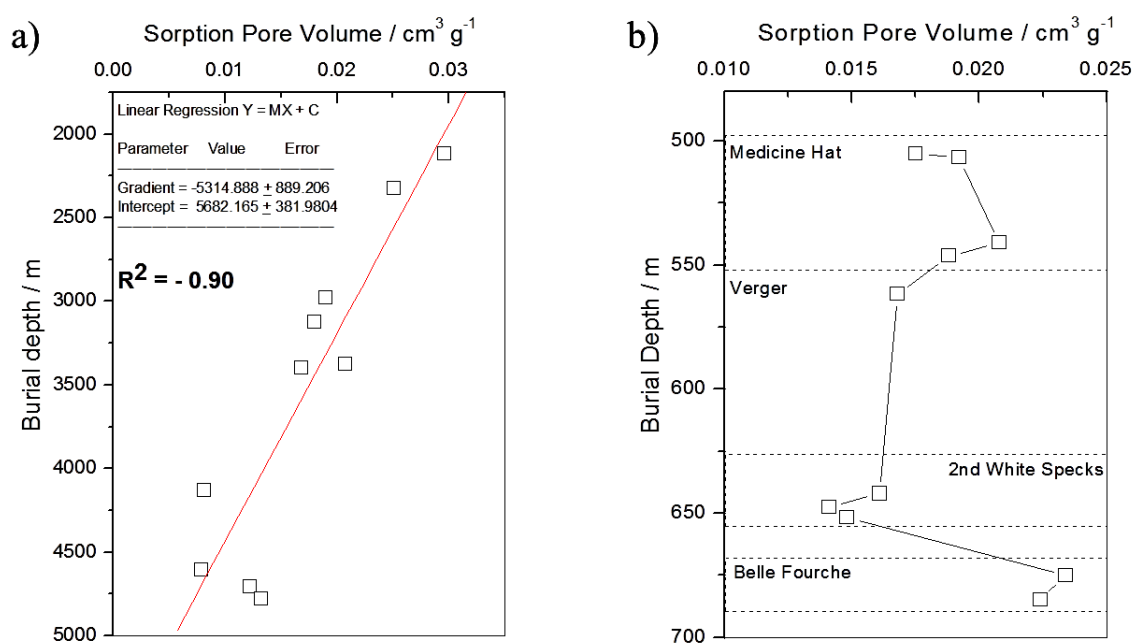 a)
Sorption Pore Volume / cm³ g⁻¹
0.00 0.01 0.02 0.03
Linear Regression Y = MX + C
Parameter Value Error
Gradient = -5314.888 ± 889.206
Intercept = 5682.165 ± 381.9804
R² = - 0.90
Burial depth / m
2000
2500
3000
3500
4000
4500
5000
b)
Sorption Pore Volume / cm³ g⁻¹
0.010 0.015 0.020 0.025
Burial Depth / m
500
550
600
650
700
Medicine Hat
Verger
2nd White Specks
Belle Fourche